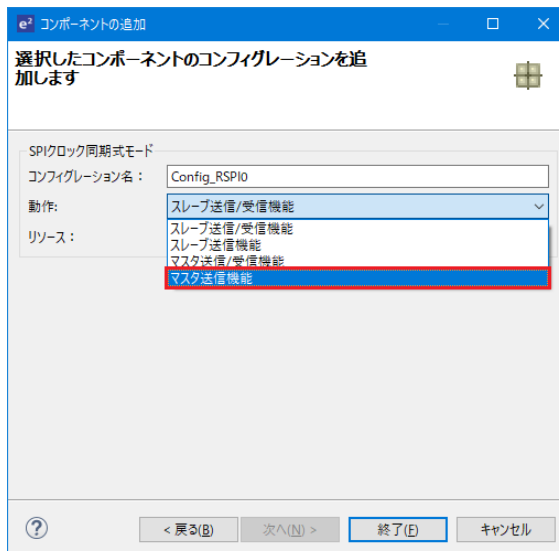 e² コンポーネントの追加
選択したコンポーネントのコンフィグレーションを追
加します
SPIクロック同期式モード
コンフィグレーション名： Config_RSPI0
動作: スレーブ送信/受信機能
スレーブ送信/受信機能
リソース：
スレーブ送信機能
マスタ送信/受信機能
マスタ送信機能
? < 戻る(B) 次へ(N) > 終了(F) キャンセル